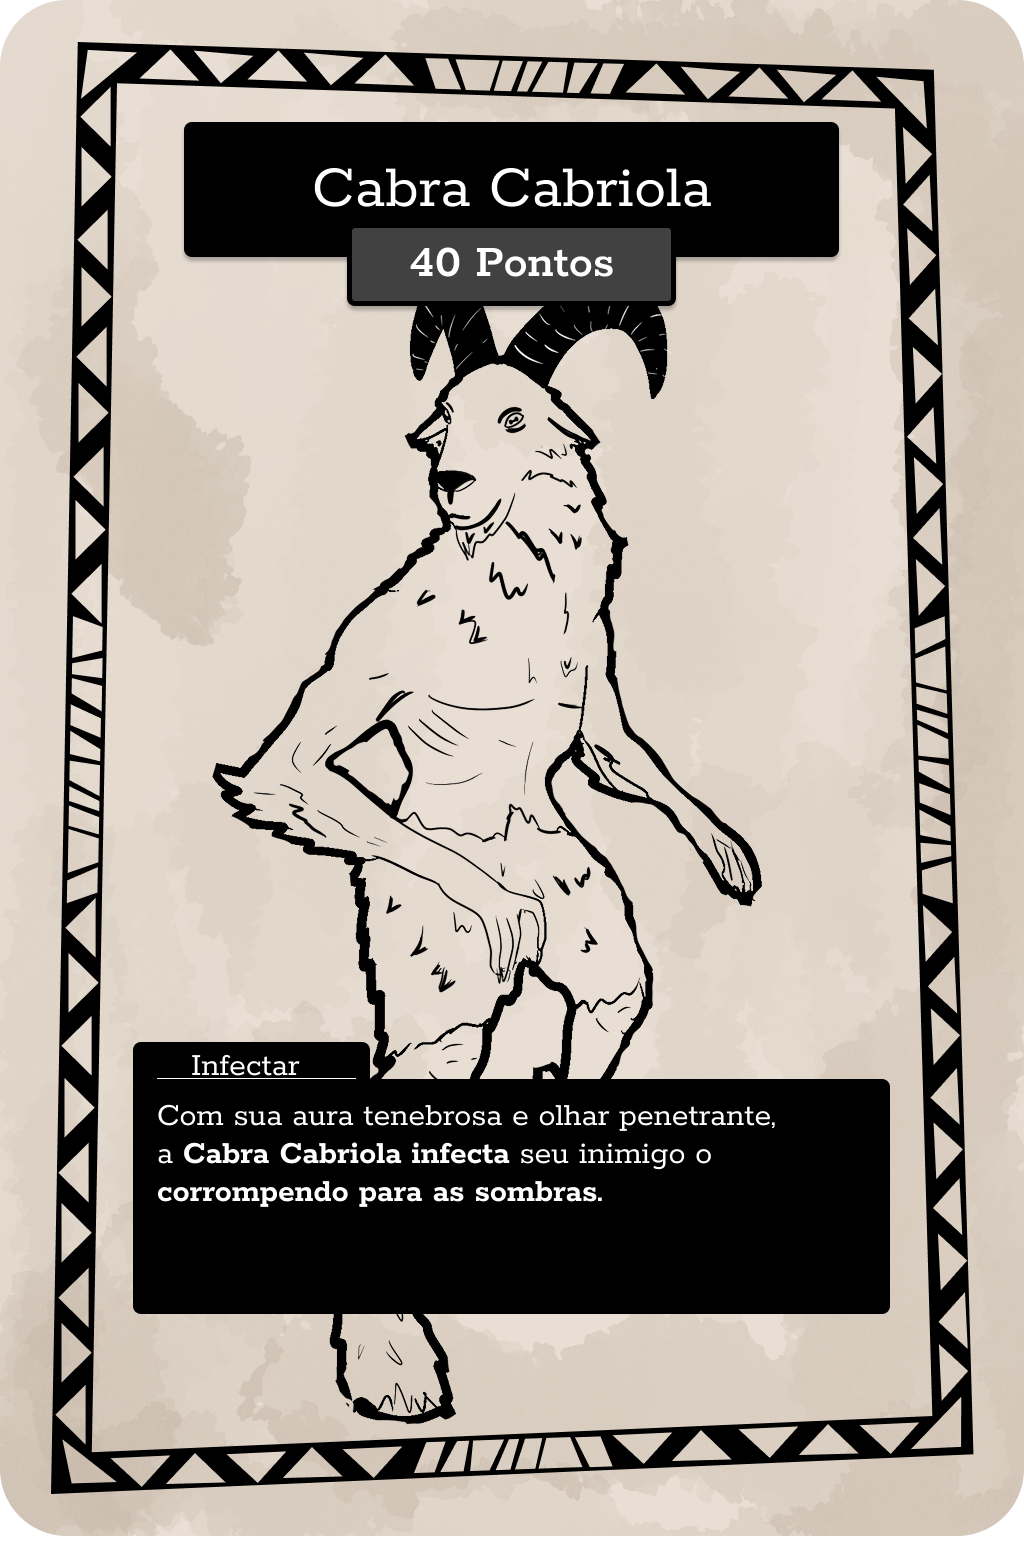 Cabra Cabriola
40 Pontos
Infectar
Com sua aura tenebrosa e olhar penetrante,
a Cabra Cabriola infecta seu inimigo o
corrompendo para as sombras.